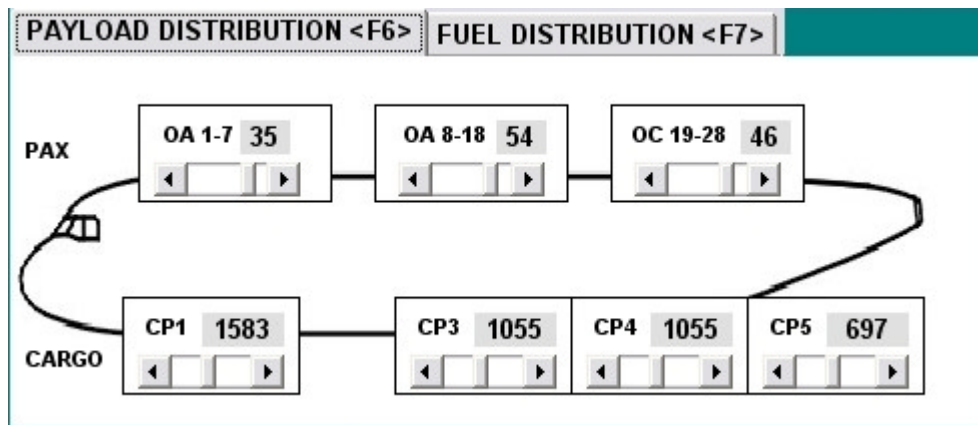 PAYLOAD DISTRIBUTION <F6> FUEL DISTRIBUTION <F7>
PAX
OA 1-7 35
OA 8-18 54
OC 19-28 46
CARGO
CP1 1583
CP3 1055
CP4 1055
CP5 697